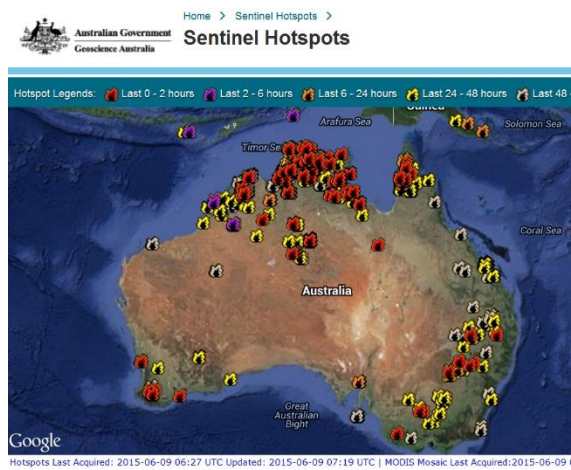 Home > Sentinel Hotspots >
Australian Government
Geoscience Australia
Sentinel Hotspots
Hotspot Legends: Last 0 - 2 hours Last 2 - 6 hours Last 6 - 24 hours Last 24 - 48 hours Last 48
Guinea
Arafura Sea
Solomon Sea
Timor Se
Coral Sea
Australia
Great
Australian
Bight
Google
Hotspots Last Acquired: 2015-06-09 06:27 UTC Updated: 2015-06-09 07:19 UTC | MODIS Mosaic Last Acquired:2015-06-09